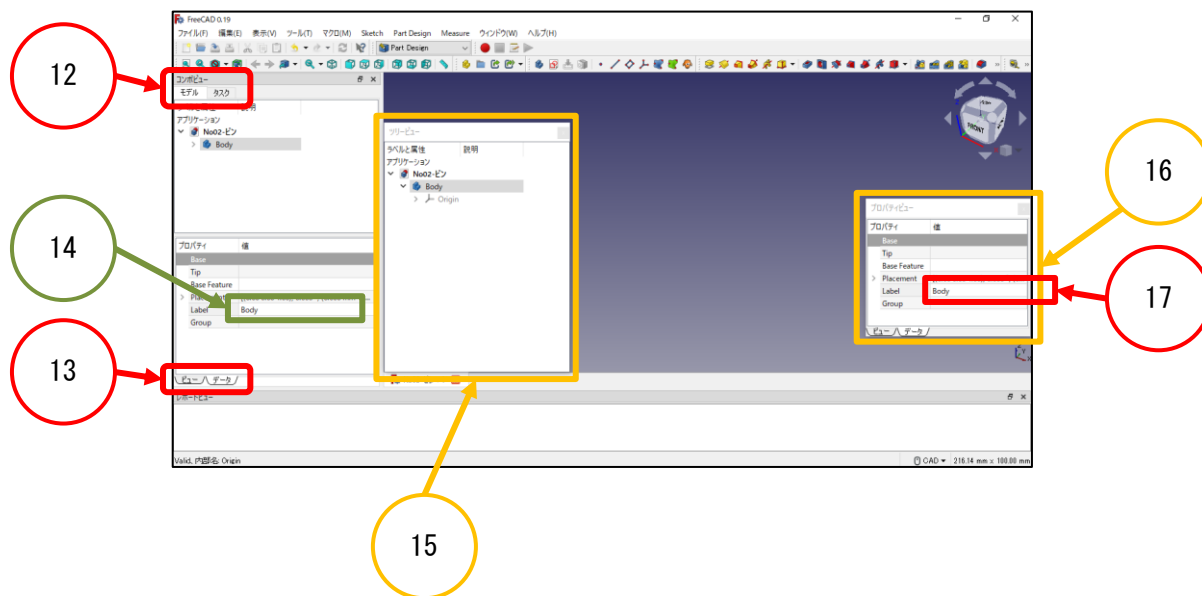 FreeCAD 0.19
ファイル(F) 編集(E) 表示(V) ツール(T) マクロ(M) Sketch Part Design Measure ウィンドウ(W) ヘルプ(H)
Part Design
12
コンボビュー
モデル タスク
説明
アプリケーション
No02-ピン
Body
ツリービュー
ラベルと属性 説明
アプリケーション
No02-ピン
Body
Origin
FRONT
16
プロパティビュー
プロパティ 値
Base
Tip
Base Feature
Placement
Label Body
Group
ビュー データ
17
14
プロパティ 値
Base
Tip
Base Feature
Label Body
Group
13
ビュー データ
レポートビュー
Valid, 内部名: Origin
CAD 216.14 mm x 100.00 mm
15